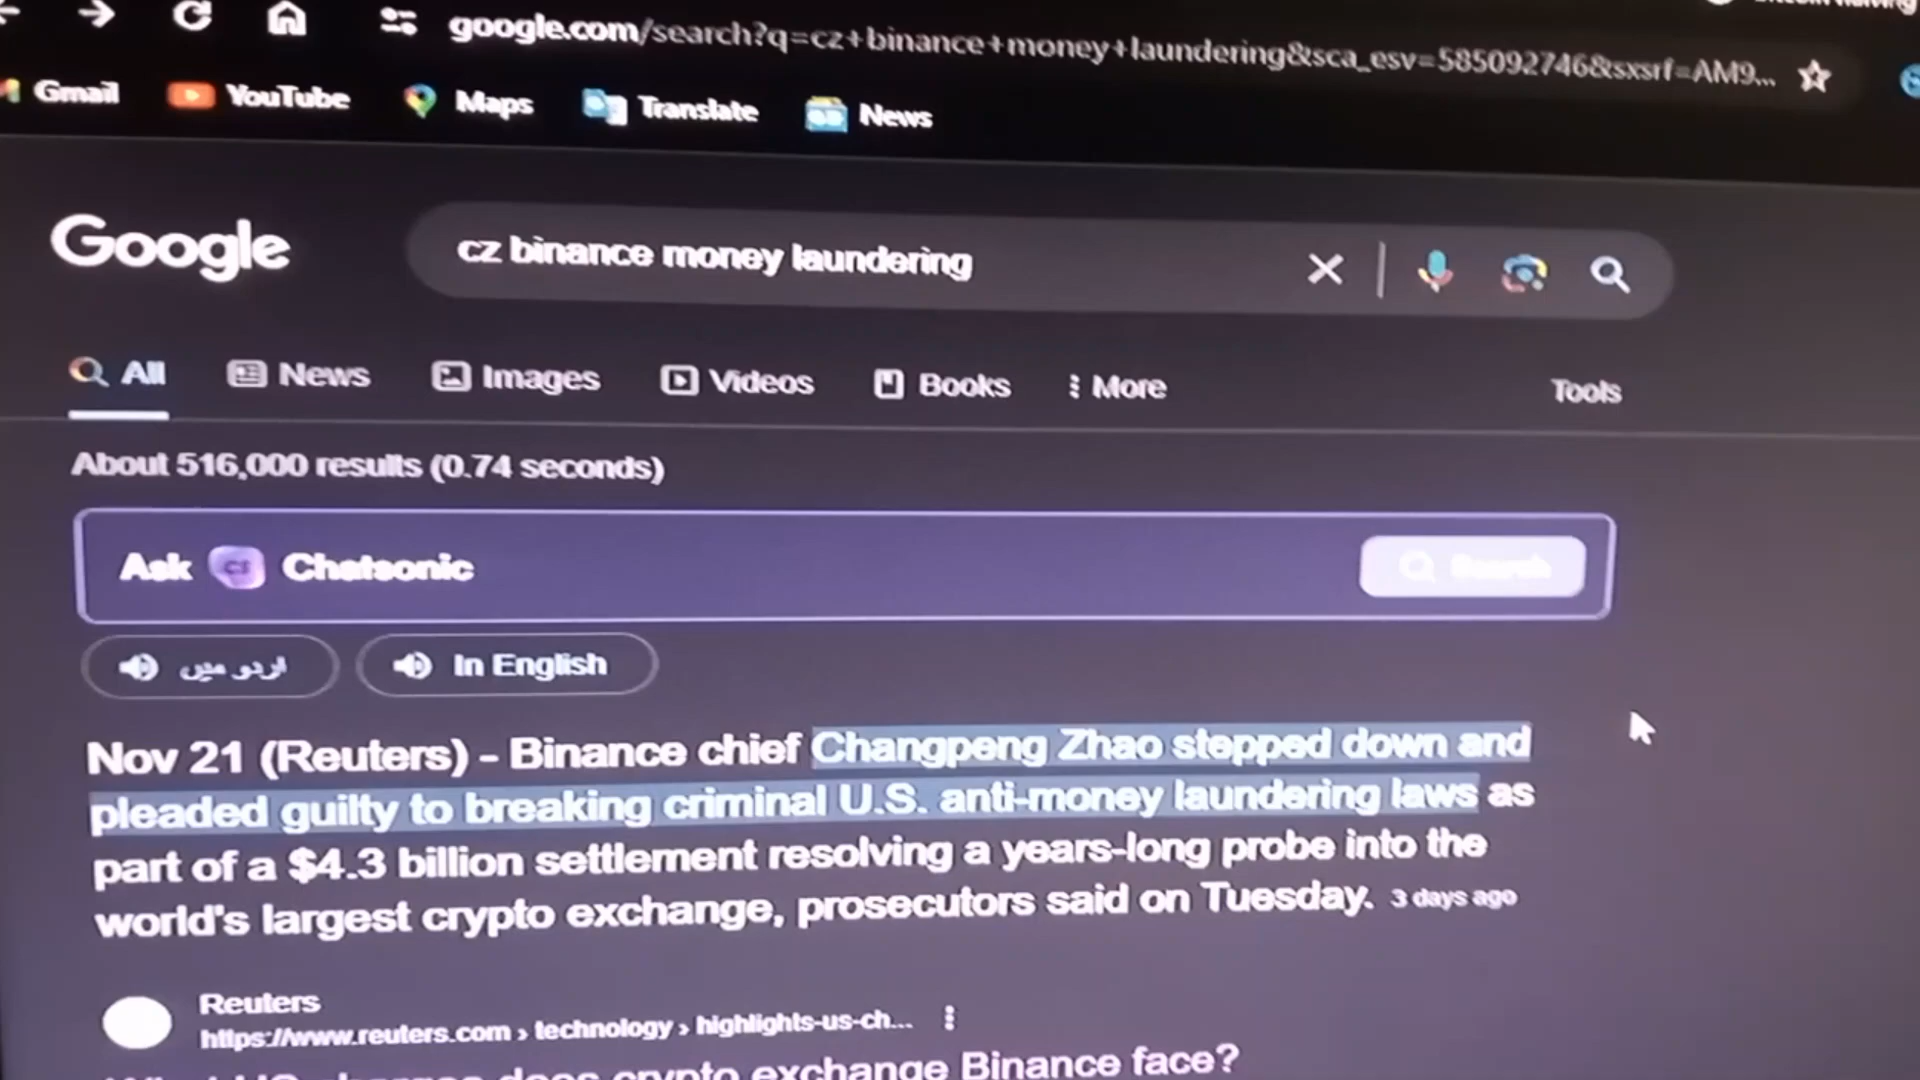 google.com/search?q=cz+binance+money+laundering&sca_esv=585092746&sxsrf=AM9...
Gmail YouTube Maps Translate News
Google cz binance money laundering
All News Images Videos Books More Tools
About 516,000 results (0.74 seconds)
Ask Chatsonic Search
اردو میں In English
Nov 21 (Reuters) - Binance chief Changpeng Zhao stepped down and
pleaded guilty to breaking criminal U.S. anti-money laundering laws as
part of a $4.3 billion settlement resolving a years-long probe into the
world's largest crypto exchange, prosecutors said on Tuesday. 3 days ago
Reuters
https://www.reuters.com › technology › highlights-us-ch...
crypto exchange Binance face?